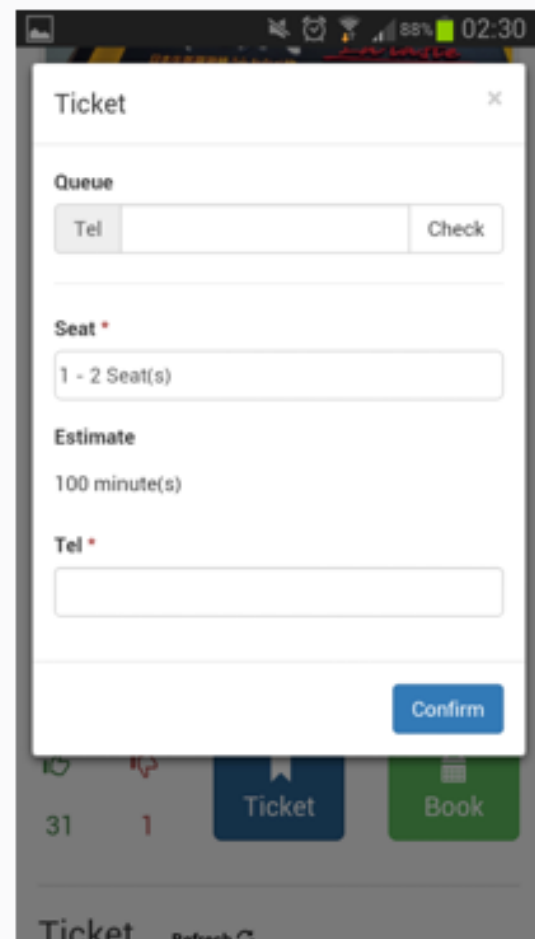 88% 02:30
Ticket ×
Queue
Tel Check
Seat *
1 - 2 Seat(s)
Estimate
100 minute(s)
Tel *
Confirm
31 1 Ticket Book
Ticket Refresh